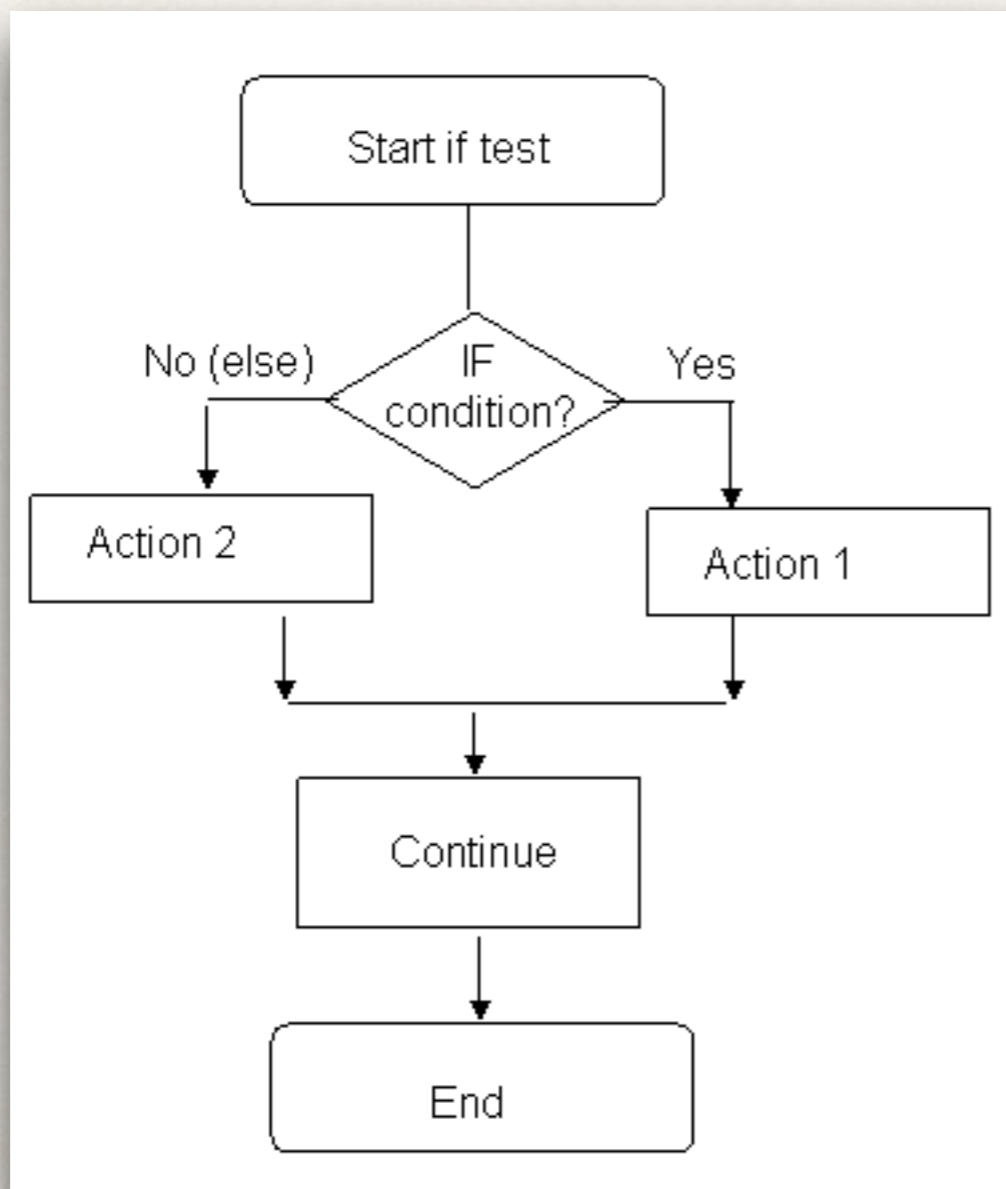 Start if test
IF
condition?
No (else)
Yes
Action 2
Action 1
Continue
End